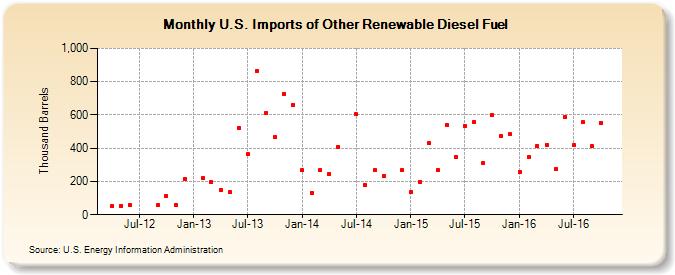 Monthly U.S. Imports of Other Renewable Diesel Fuel
Thousand Barrels
1,000
800
600
400
200
0
Jul-12 Jan-13 Jul-13 Jan-14 Jul-14 Jan-15 Jul-15 Jan-16 Jul-16
Source: U.S. Energy Information Administration